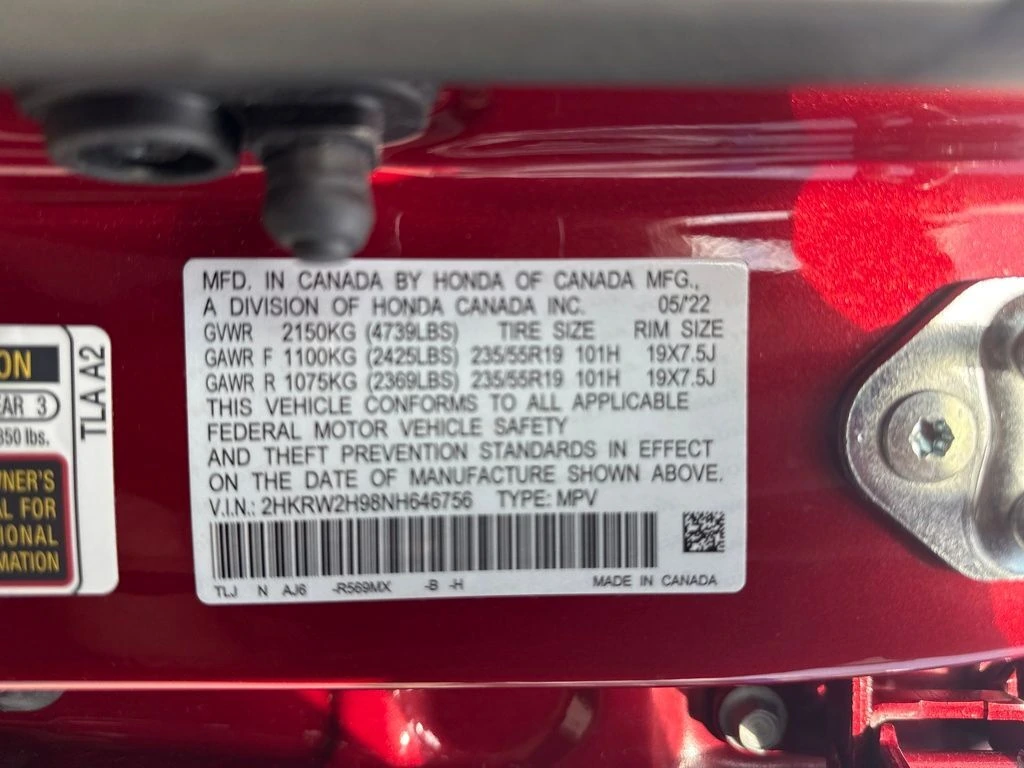 MFD. IN CANADA BY HONDA OF CANADA MFG.,
A DIVISION OF HONDA CANADA INC. 05/'22
GVWR 2150KG (4739LBS) TIRE SIZE RIM SIZE
GAWR F 1100KG (2425LBS) 235/55R19 101H 19X7.5J
GAWR R 1075KG (2369LBS) 235/55R19 101H 19X7.5J
THIS VEHICLE CONFORMS TO ALL APPLICABLE
FEDERAL MOTOR VEHICLE SAFETY
AND THEFT PREVENTION STANDARDS IN EFFECT
ON THE DATE OF MANUFACTURE SHOWN ABOVE.
V.I.N.: 2HKRW2H98NH646756 TYPE: MPV
TLJ N AJ6 -R569MX -B -H MADE IN CANADA
ON
EAR 3)
850 lbs.
WNER'S
AL FOR
IONAL
MATION
TLA A2